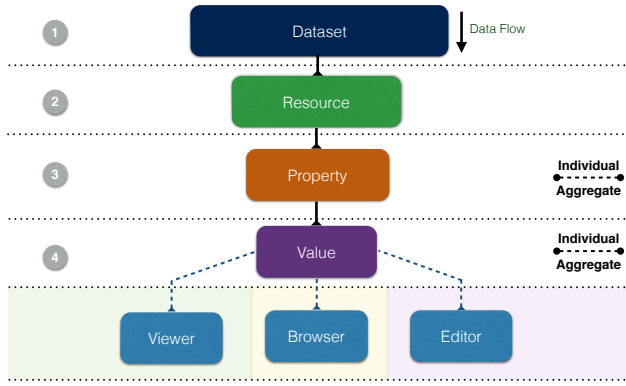 1
Dataset
Data Flow
2
Resource
3
Property
Individual
Aggregate
4
Value
Individual
Aggregate
Viewer
Browser
Editor